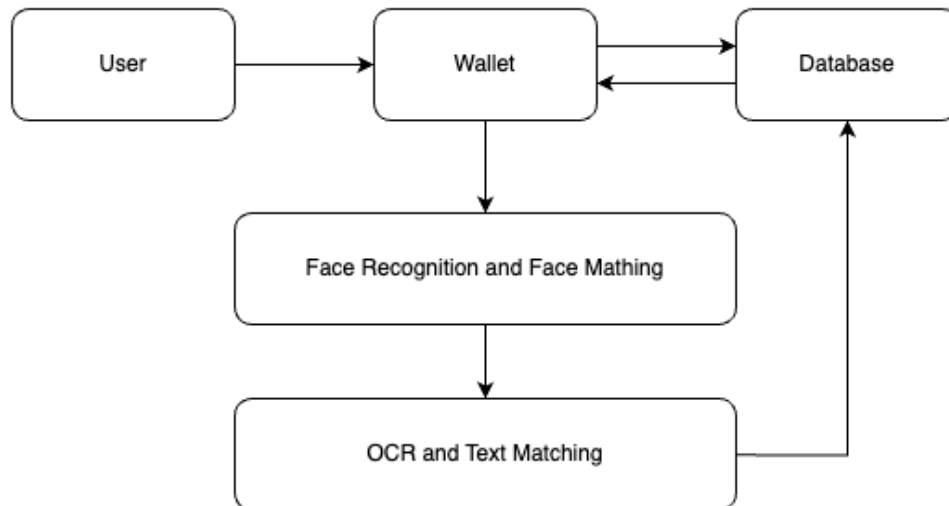 User
Wallet
Database
Face Recognition and Face Mathing
OCR and Text Matching